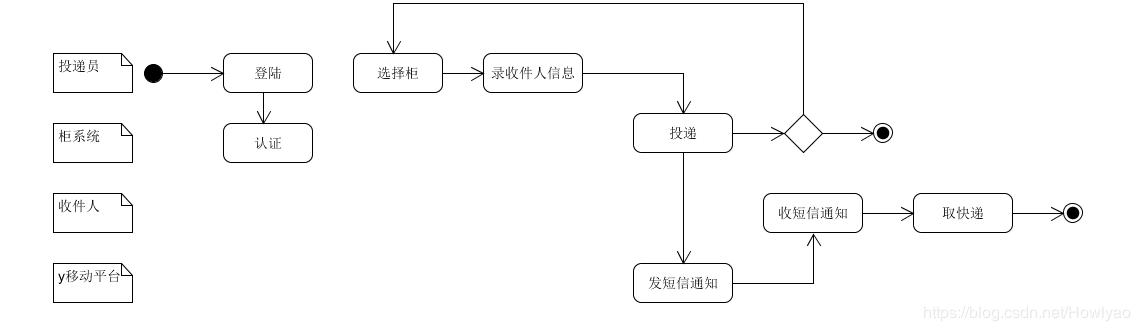 投递员
登陆
选择柜
录收件人信息
柜系统
认证
投递
收件人
收短信通知
取快递
y移动平台
发短信通知
https://blog.csdn.net/Howlyao